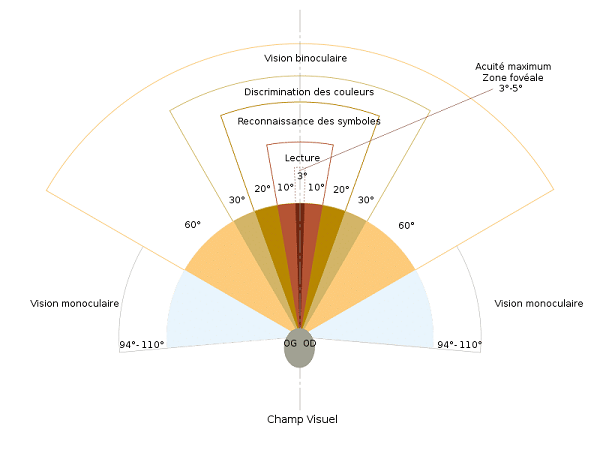 Vision binoculaire
Acuité maximum
Zone fovéale
3°-5°
Discrimination des couleurs
Reconnaissance des symboles
Lecture
3°
30° 20° 10° 10° 20° 30°
60° 60°
Vision monoculaire Vision monoculaire
94°-110° 94°-110°
OG OD
Champ Visuel